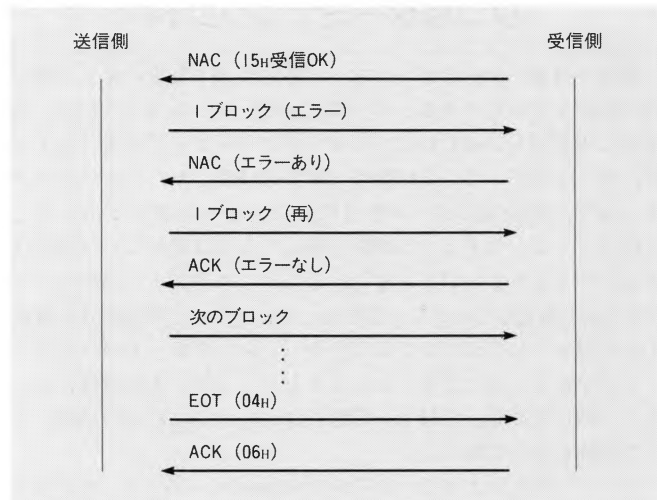 送信側
受信側
NAC (15H受信OK)
1ブロック (エラー)
NAC (エラーあり)
1ブロック (再)
ACK (エラーなし)
次のブロック
EOT (04H)
ACK (06H)